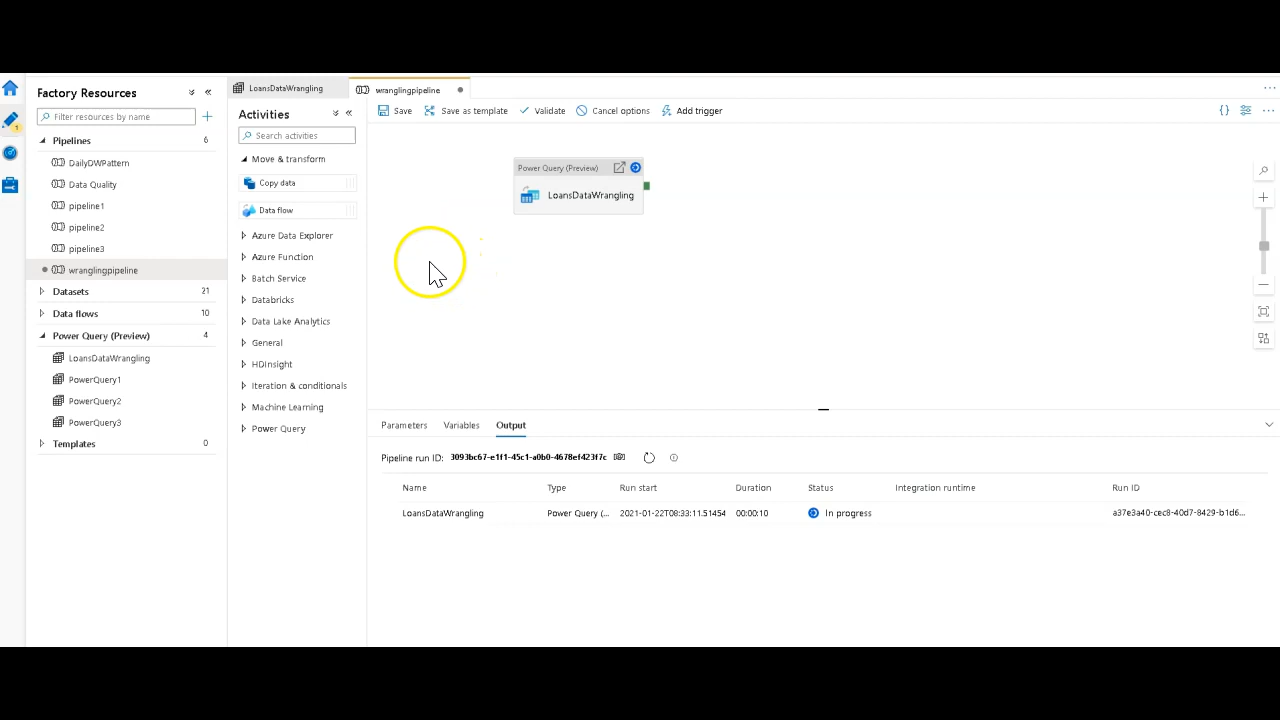 LoansDataWrangling
wranglingpipeline
Factory Resources
Filter resources by name
Pipelines 6
DailyDWPattern
Data Quality
pipeline1
pipeline2
pipeline3
wranglingpipeline
Datasets 21
Data flows 10
Power Query (Preview) 4
LoansDataWrangling
PowerQuery1
PowerQuery2
PowerQuery3
Templates 0
1
Activities
Search activities
Move & transform
Copy data
Data flow
Azure Data Explorer
Azure Function
Batch Service
Databricks
Data Lake Analytics
General
HDInsight
Iteration & conditionals
Machine Learning
Power Query
Save Save as template Validate Cancel options Add trigger
Power Query (Preview)
LoansDataWrangling
Parameters Variables Output
Pipeline run ID: 3093bc67-e1f1-45c1-a0b0-4678ef423f7c
Name Type Run start Duration Status Integration runtime Run ID
LoansDataWrangling Power Query (... 2021-01-22T08:33:11.51454 00:00:10 In progress a37e3a40-cec8-40d7-8429-b1d6...